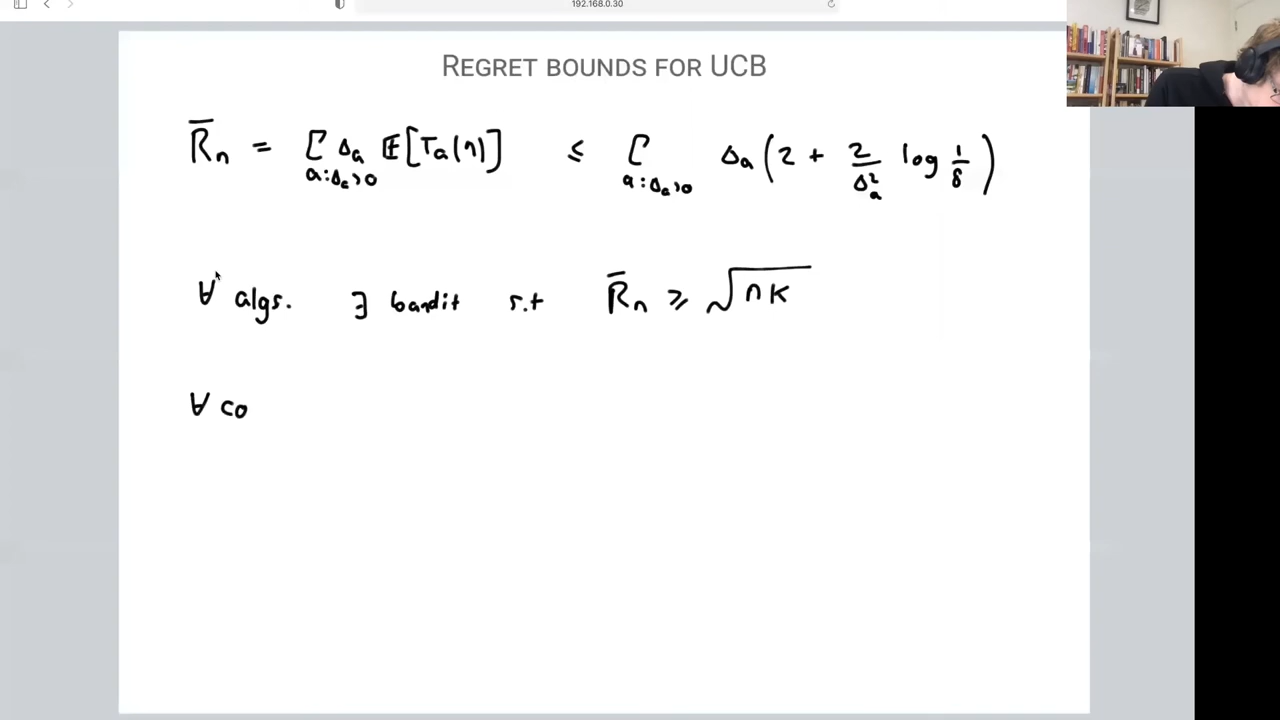 192.168.0.30
REGRET BOUNDS FOR UCB
R̄n = Σ a:Δa>0 Δa 𝔼[Ta(n)] ≤ Σ a:Δa>0 Δa (2 + 2/Δa² log 1/δ)
∀ algs. ∃ bandit s.t R̄n ≥ √nK
∀ co